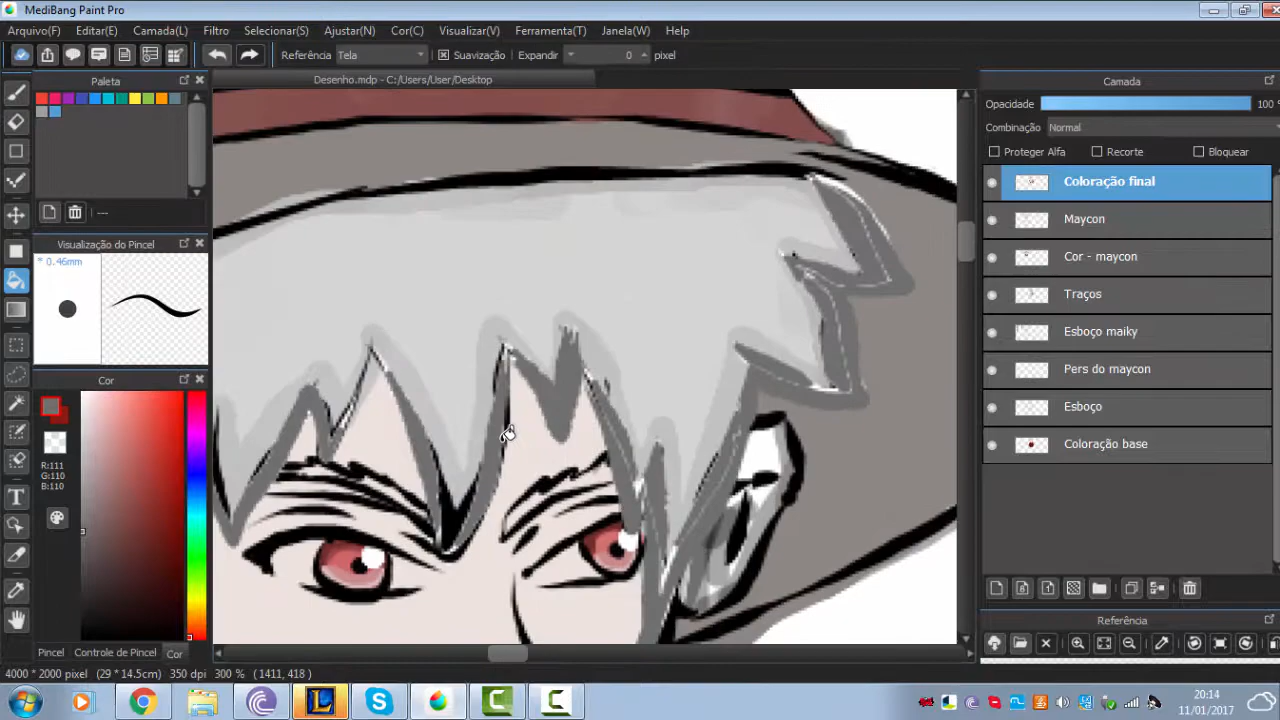 MediBang Paint Pro
Arquivo(F) Editar(E) Camada(L) Filtro Selecionar(S) Ajustar(N) Cor(C) Visualizar(V) Ferramenta(T) Janela(W) Help
Referência Tela Suavização Expandir 0 pixel
Paleta
Desenho.mdp - C:/Users/User/Desktop
Camada
Opacidade 100
Combinação Normal
Proteger Alfa Recorte Bloquear
Coloração final
Maycon
Cor - maycon
Traços
Esboço maiky
Pers do maycon
Esboço
Coloração base
---
Visualização do Pincel
* 0.46mm
Cor
R:111
G:110
B:110
Referência
Pincel Controle de Pincel Cor
4000 * 2000 pixel (29 * 14.5cm) 350 dpi 300 % ( 1411, 418 )
20:14
11/01/2017